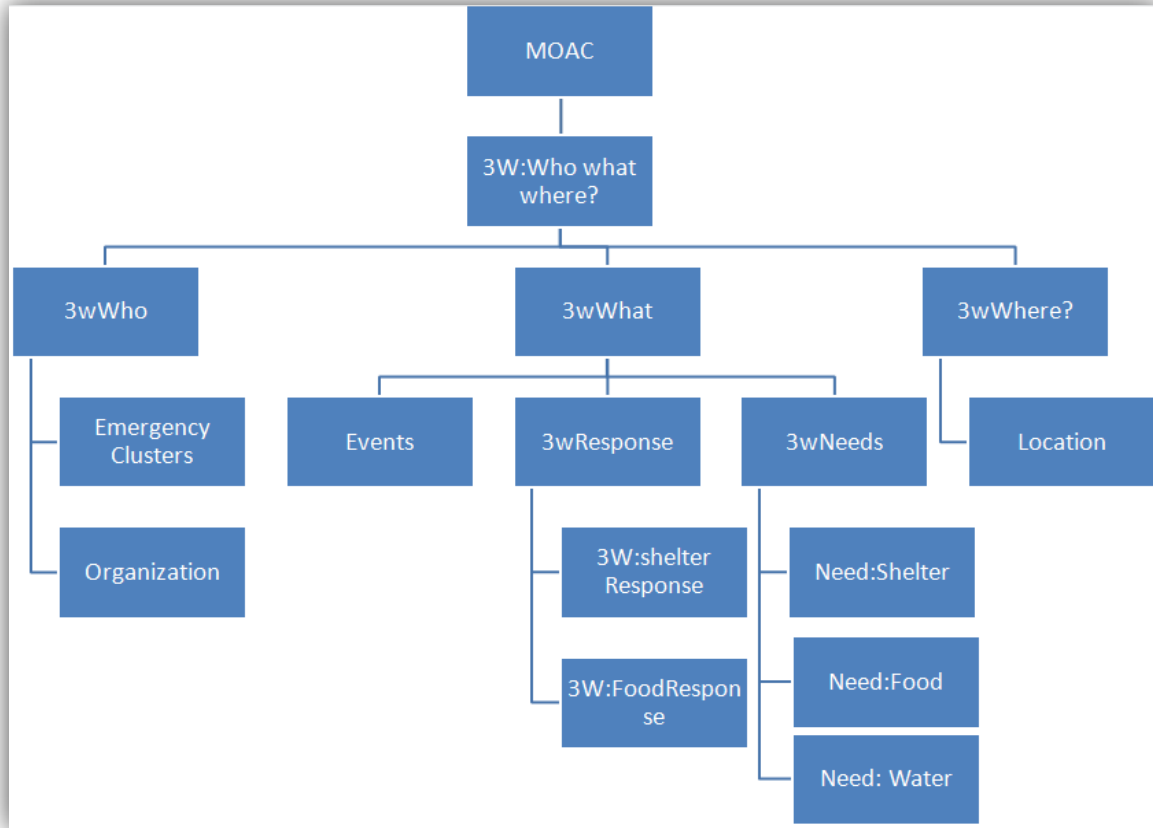 MOAC
3W:Who what
where?
3wWho
3wWhat
3wWhere?
Emergency
Clusters
Events
3wResponse
3wNeeds
Location
Organization
3W:shelter
Response
Need:Shelter
3W:FoodRespon
se
Need:Food
Need: Water